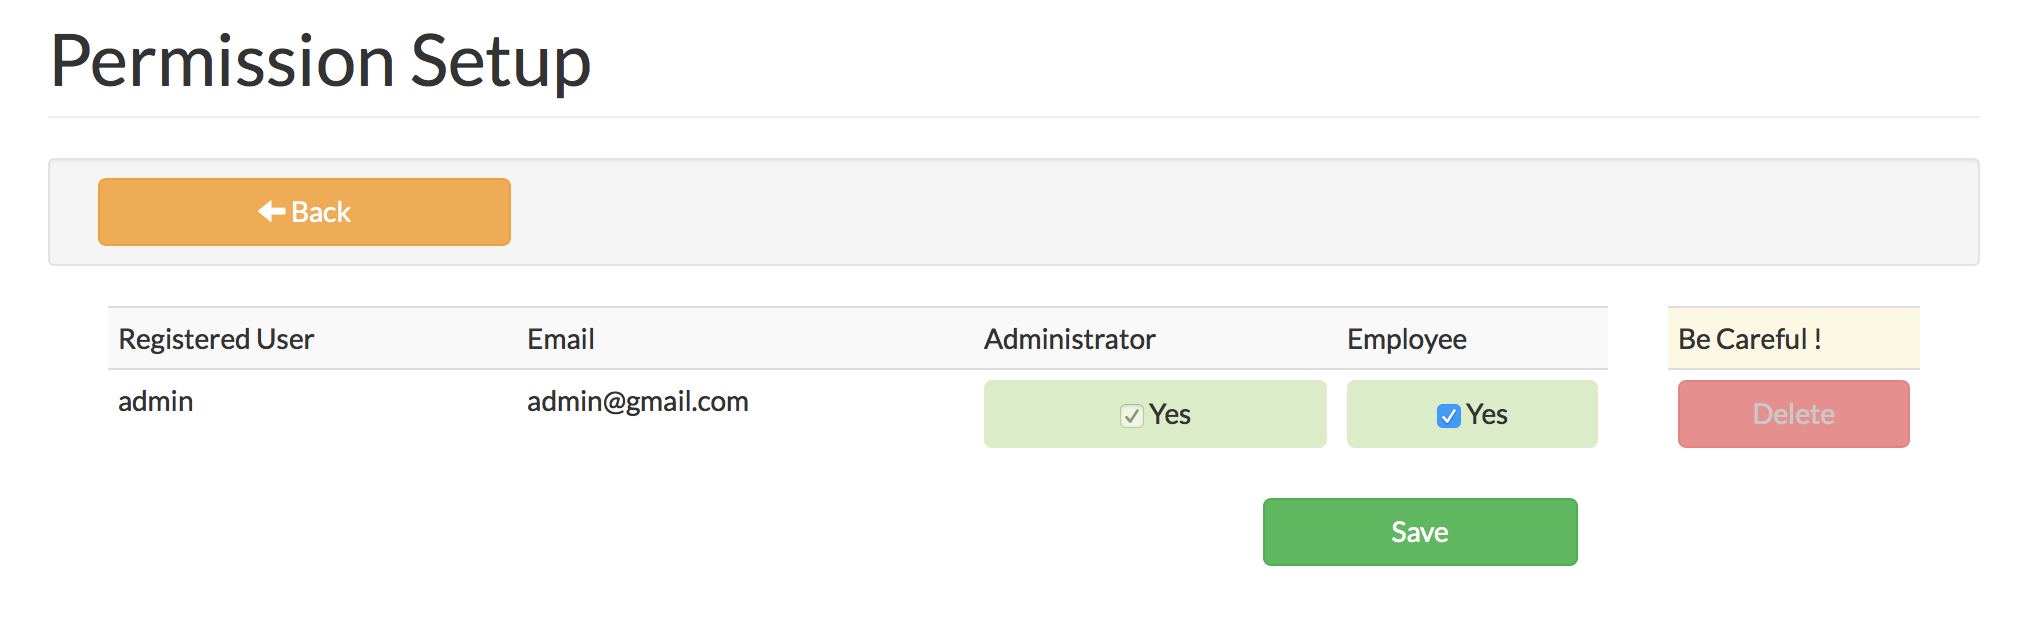 Permission Setup
Back
Registered User Email Administrator Employee Be Careful !
admin admin@gmail.com Yes Yes Delete
Save